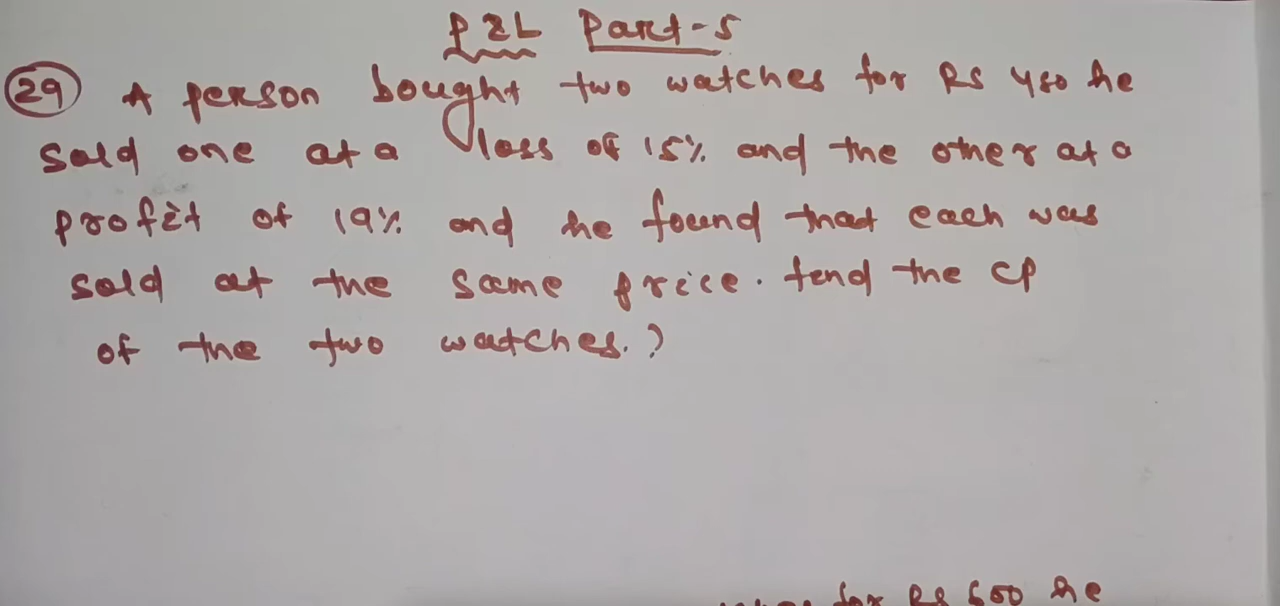 P & L Part-5
29 A person bought two watches for Rs 480 he
sold one at a loss of 15% and the other at a
profit of 19% and he found that each was
sold at the same price. find the CP
of the two watches.?
for Rs 600 he